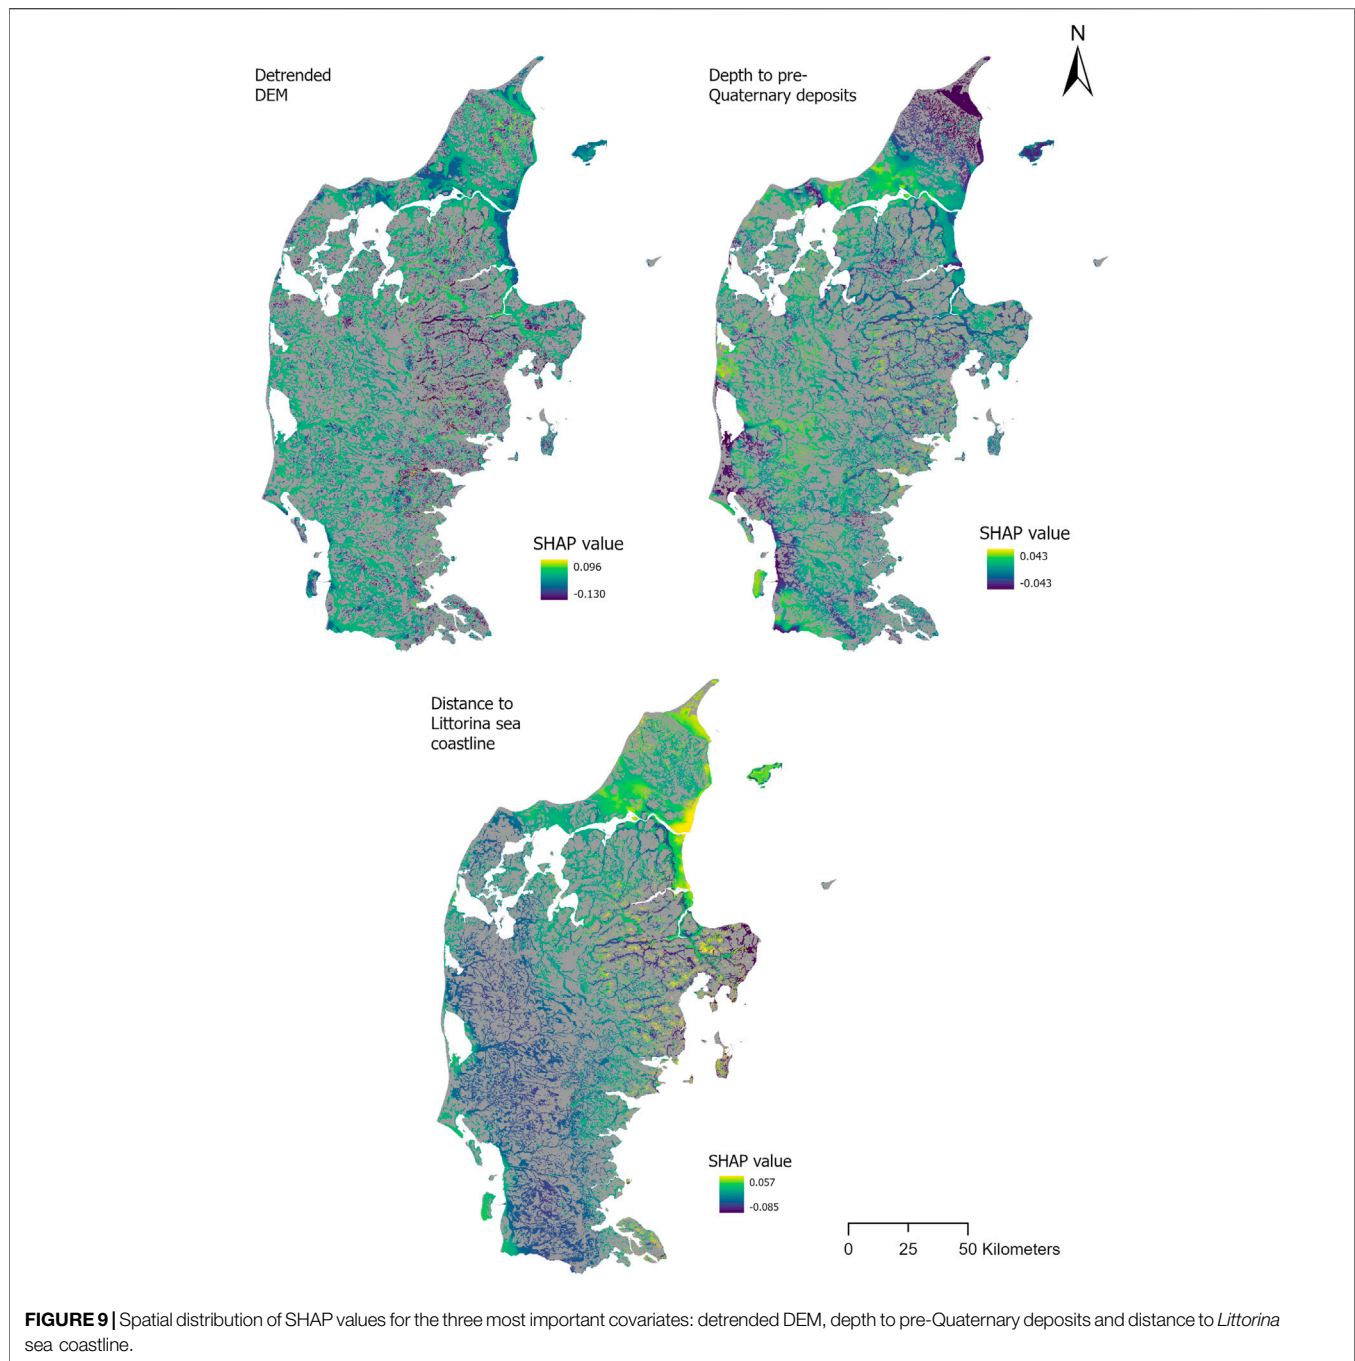 N
Detrended
DEM
Depth to pre-
Quaternary deposits
SHAP value
0.096
-0.130
SHAP value
0.043
-0.043
Distance to
Littorina sea
coastline
SHAP value
0.057
-0.085
0 25 50 Kilometers
FIGURE 9 | Spatial distribution of SHAP values for the three most important covariates: detrended DEM, depth to pre-Quaternary deposits and distance to Littorina
sea coastline.